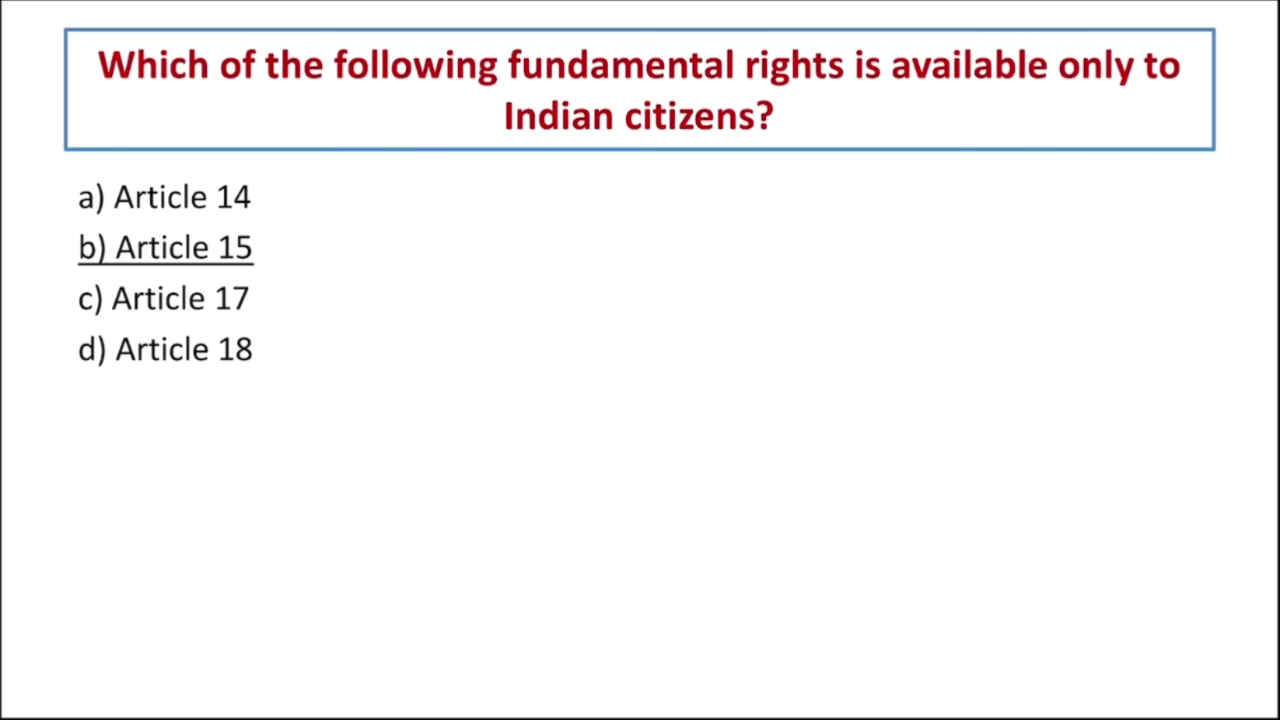 Which of the following fundamental rights is available only to
Indian citizens?
a) Article 14
b) Article 15
c) Article 17
d) Article 18